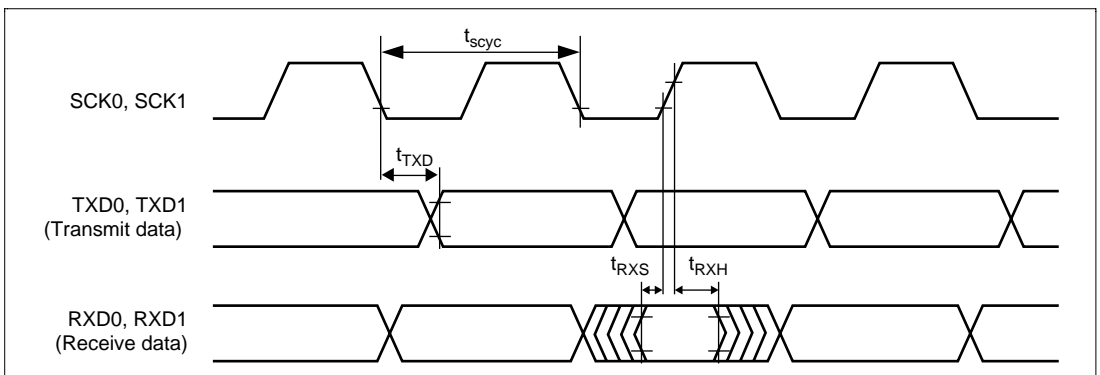 tscyc
SCK0, SCK1
tTXD
TXD0, TXD1
(Transmit data)
tRXS
tRXH
RXD0, RXD1
(Receive data)